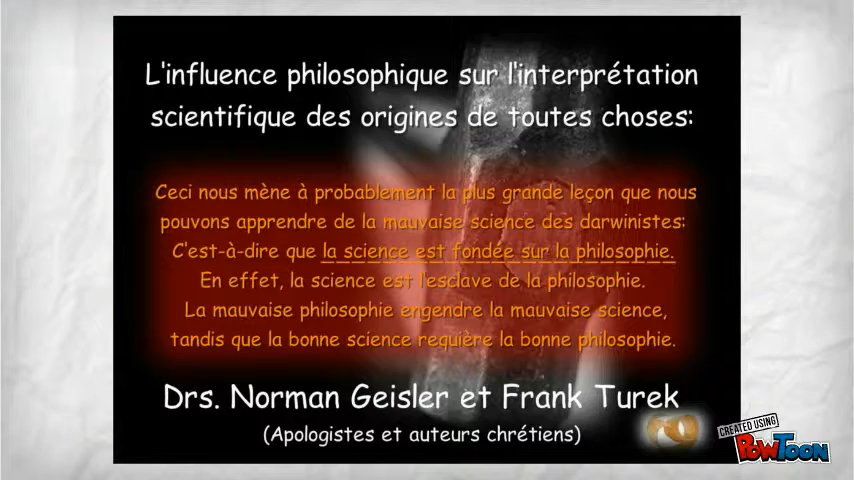 L'influence philosophique sur l'interprétation
scientifique des origines de toutes choses:
Ceci nous mène à probablement la plus grande leçon que nous
pouvons apprendre de la mauvaise science des darwinistes:
C'est-à-dire que la science est fondée sur la philosophie.
En effet, la science est l'esclave de la philosophie.
La mauvaise philosophie engendre la mauvaise science,
tandis que la bonne science requière la bonne philosophie.
Drs. Norman Geisler et Frank Turek
(Apologistes et auteurs chrétiens)
CREATED USING
POWTOON